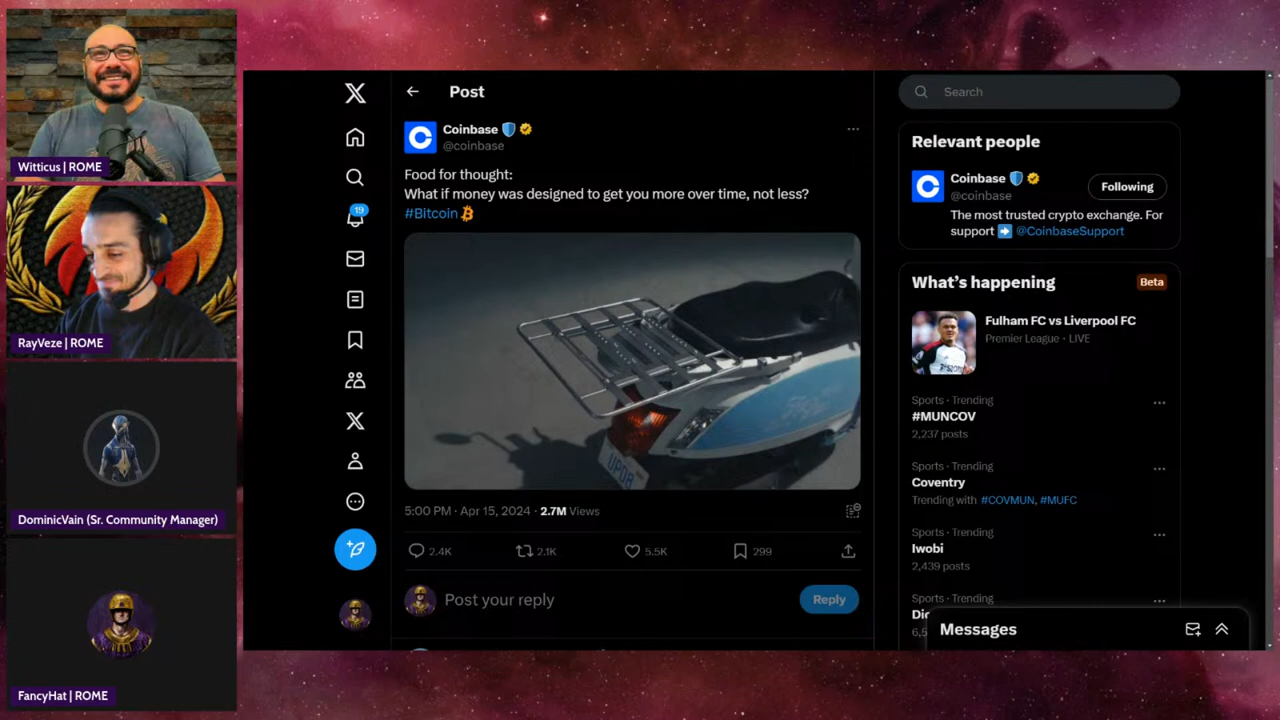 Witticus | ROME
RayVeze | ROME
DominicVain (Sr. Community Manager)
FancyHat | ROME
Post
Coinbase
@coinbase
Food for thought:
What if money was designed to get you more over time, not less?
#Bitcoin
5:00 PM · Apr 15, 2024 · 2.7M Views
2.4K
2.1K
5.5K
299
Post your reply
Reply
19
Search
Relevant people
Coinbase
@coinbase
Following
The most trusted crypto exchange. For
support @CoinbaseSupport
What's happening
Beta
Fulham FC vs Liverpool FC
Premier League · LIVE
Sports · Trending
#MUNCOV
2,237 posts
Sports · Trending
Coventry
Trending with #COVMUN, #MUFC
Sports · Trending
Iwobi
2,439 posts
Sports · Trending
Messages